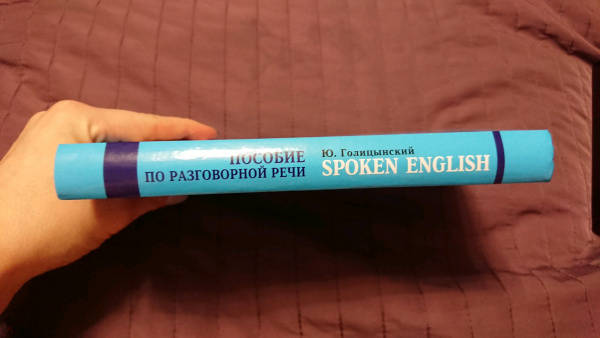 Ю. Голицынский
SPOKEN ENGLISH
ПОСОБИЕ
ПО РАЗГОВОРНОЙ РЕЧИ